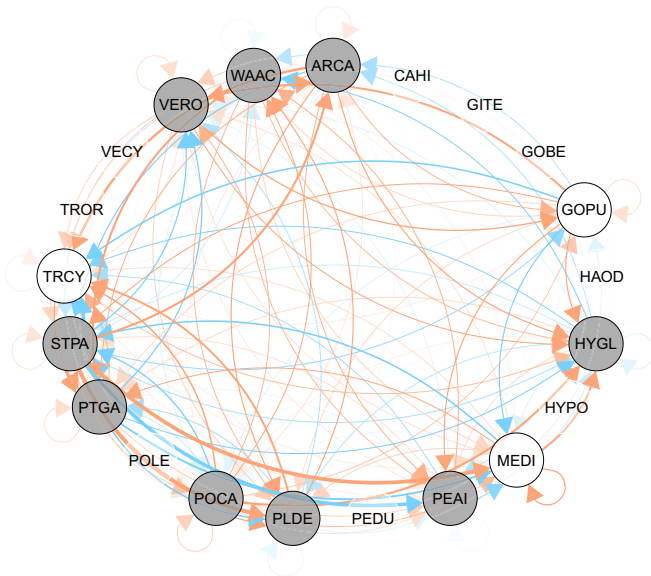 ARCA
WAAC
CAHI
VERO
GITE
VECY
GOBE
TROR
GOPU
TRCY
HAOD
STPA
HYGL
PTGA
HYPO
POLE
MEDI
POCA
PEAI
PLDE
PEDU